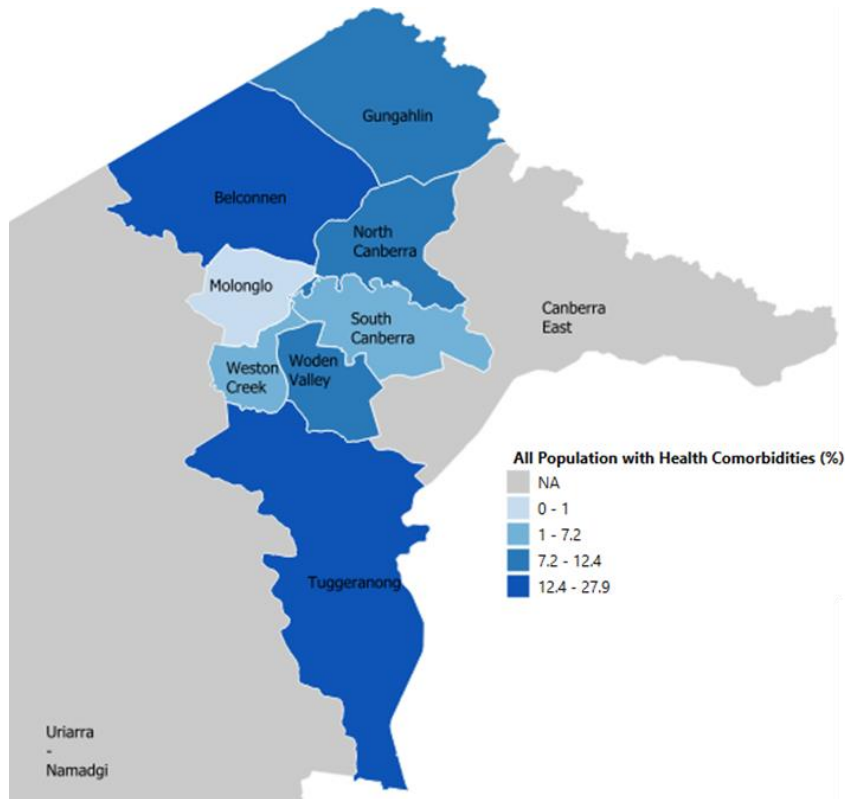 Gungahlin
Belconnen
North
Canberra
Molonglo
Canberra
East
South
Canberra
Weston
Creek
Woden
Valley
All Population with Health Comorbidities (%)
NA
0 - 1
1 - 7.2
7.2 - 12.4
12.4 - 27.9
Tuggeranong
Uriarra
-
Namadgi